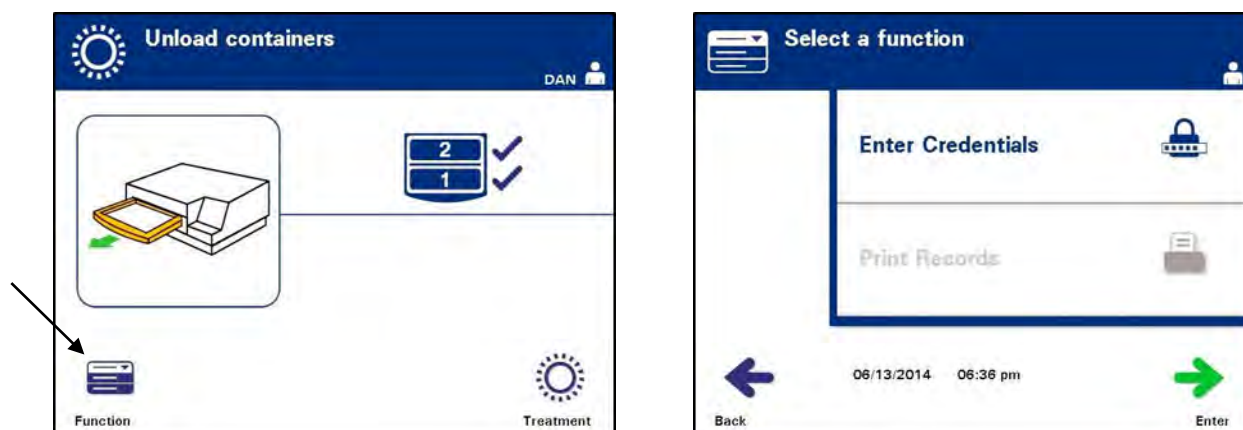 Unload containers
DAN
2
1
Function
Treatment
Select a function
Enter Credentials
Print Records
06/13/2014 06:36 pm
Back
Enter